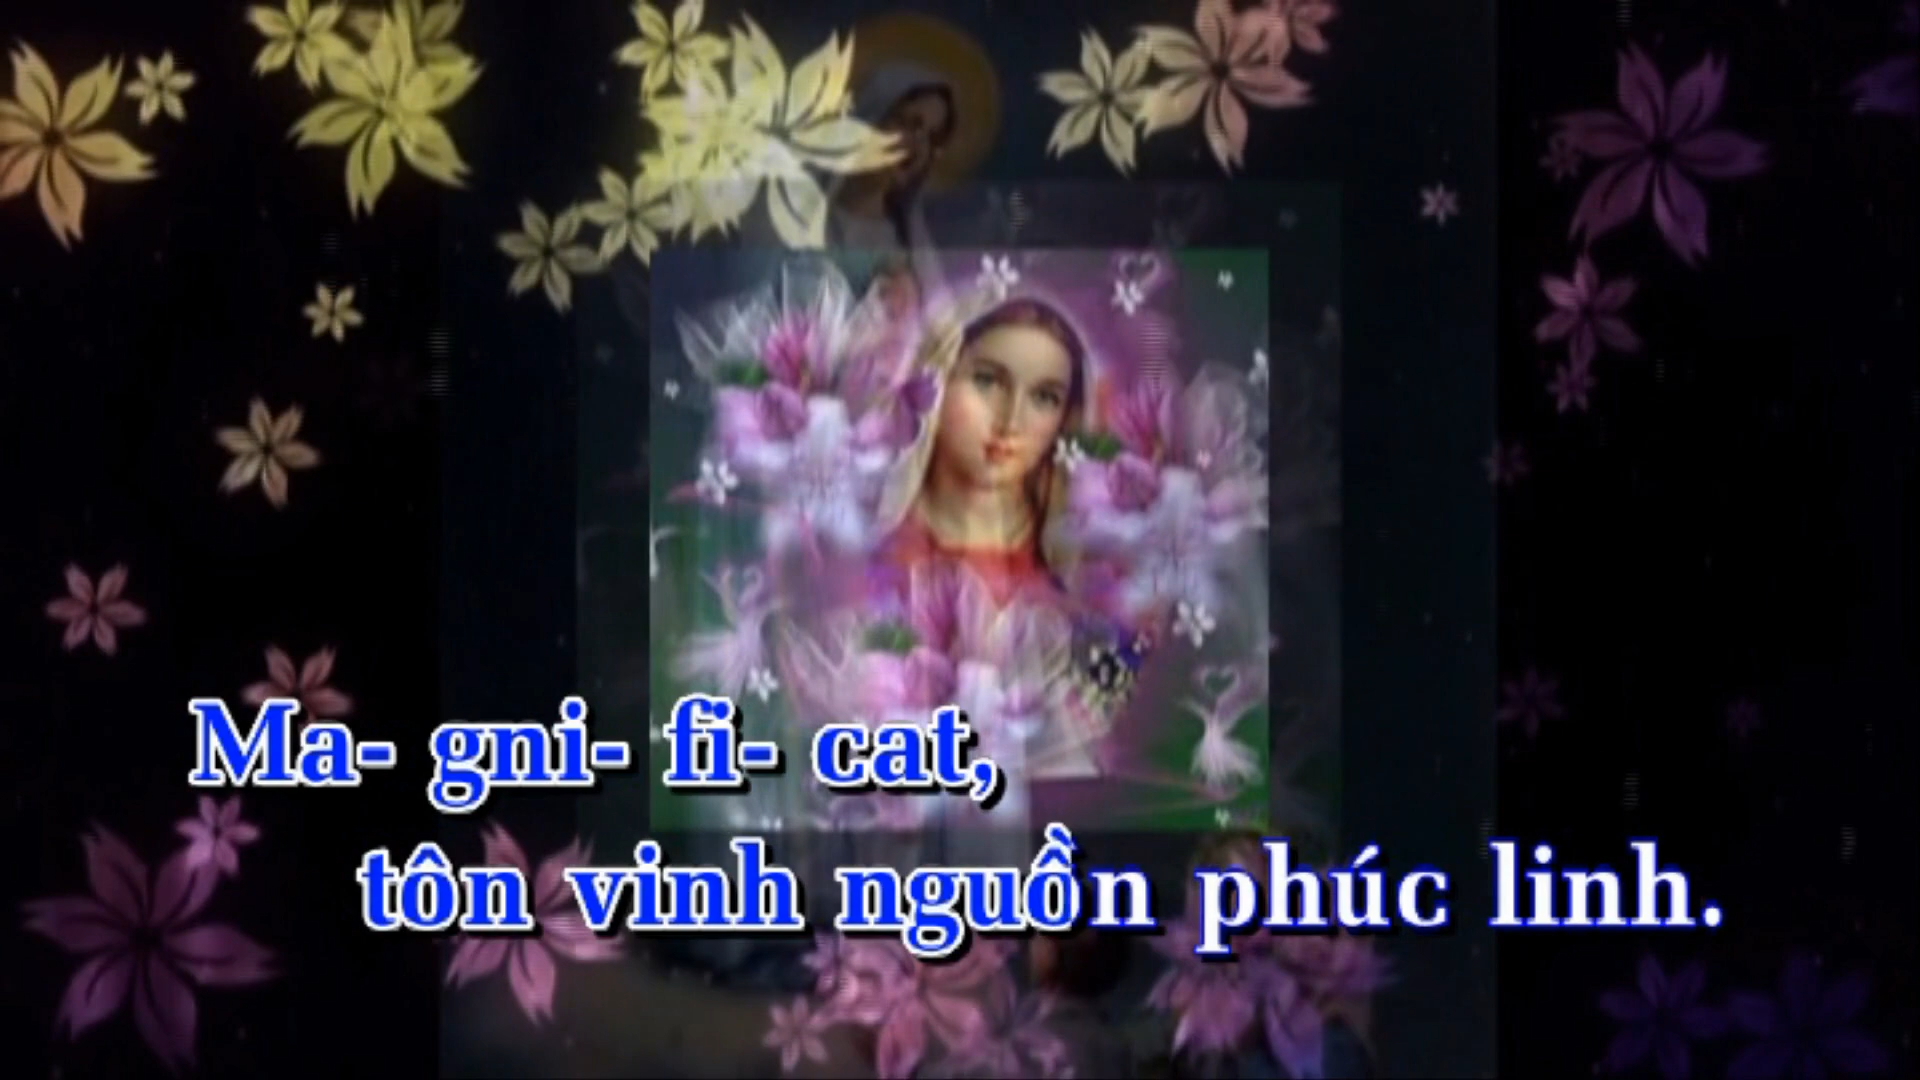 Ma- gni- fi- cat,
tôn vinh nguồn phúc linh.